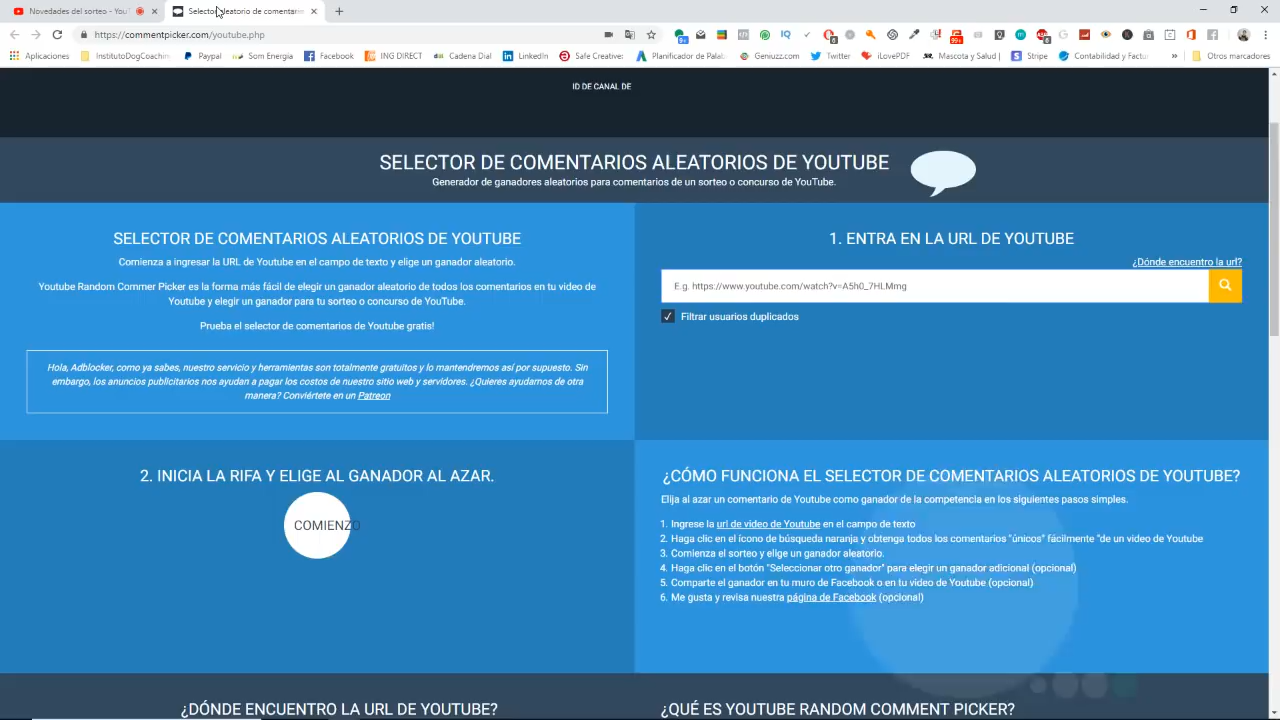 Novedades del sorteo - YouT
Selector aleatorio de comentarios
https://commentpicker.com/youtube.php
Aplicaciones
InstitutoDogCoachin
Paypal
Som Energia
Facebook
ING DIRECT
Cadena Dial
LinkedIn
Safe Creative:
Planificador de Palab
Geniuzz.com
Twitter
iLovePDF
Mascota y Salud |
Stripe
Contabilidad y Factu
»
Otros marcadores
ID DE CANAL DE
SELECTOR DE COMENTARIOS ALEATORIOS DE YOUTUBE
Generador de ganadores aleatorios para comentarios de un sorteo o concurso de YouTube.
SELECTOR DE COMENTARIOS ALEATORIOS DE YOUTUBE
Comienza a ingresar la URL de Youtube en el campo de texto y elige un ganador aleatorio.
Youtube Random Commer Picker es la forma más fácil de elegir un ganador aleatorio de todos los comentarios en tu video de
Youtube y elegir un ganador para tu sorteo o concurso de YouTube.
Prueba el selector de comentarios de Youtube gratis!
Hola, Adblocker, como ya sabes, nuestro servicio y herramientas son totalmente gratuitos y lo mantendremos así por supuesto. Sin
embargo, los anuncios publicitarios nos ayudan a pagar los costos de nuestro sitio web y servidores. ¿Quieres ayudarnos de otra
manera? Conviértete en un Patreon
1. ENTRA EN LA URL DE YOUTUBE
¿Dónde encuentro la url?
E.g. https://www.youtube.com/watch?v=A5h0_7HLMmg
Filtrar usuarios duplicados
2. INICIA LA RIFA Y ELIGE AL GANADOR AL AZAR.
COMIENZO
¿CÓMO FUNCIONA EL SELECTOR DE COMENTARIOS ALEATORIOS DE YOUTUBE?
Elija al azar un comentario de Youtube como ganador de la competencia en los siguientes pasos simples.
1. Ingrese la url de video de Youtube en el campo de texto
2. Haga clic en el ícono de búsqueda naranja y obtenga todos los comentarios "únicos" fácilmente "de un video de Youtube
3. Comienza el sorteo y elige un ganador aleatorio.
4. Haga clic en el botón "Seleccionar otro ganador" para elegir un ganador adicional (opcional)
5. Comparte el ganador en tu muro de Facebook o en tu video de Youtube (opcional)
6. Me gusta y revisa nuestra página de Facebook (opcional)
¿DÓNDE ENCUENTRO LA URL DE YOUTUBE?
¿QUÉ ES YOUTUBE RANDOM COMMENT PICKER?